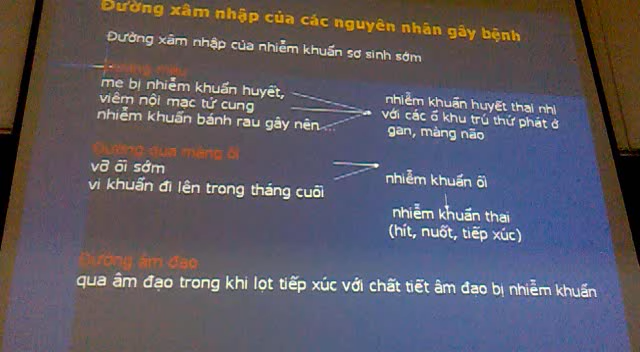 Đường xâm nhập của các nguyên nhân gây bệnh
Đường xâm nhập của nhiễm khuẩn sơ sinh sớm
Đường máu
mẹ bị nhiễm khuẩn huyết,
viêm nội mạc tử cung
nhiễm khuẩn bánh rau gây nên...
nhiễm khuẩn huyết thai nhi
với các ổ khu trú thứ phát ở
gan, màng não
Đường qua màng ối
vỡ ối sớm
vi khuẩn đi lên trong tháng cuối
nhiễm khuẩn ối
nhiễm khuẩn thai
(hít, nuốt, tiếp xúc)
Đường âm đạo
qua âm đạo trong khi lọt tiếp xúc với chất tiết âm đạo bị nhiễm khuẩn